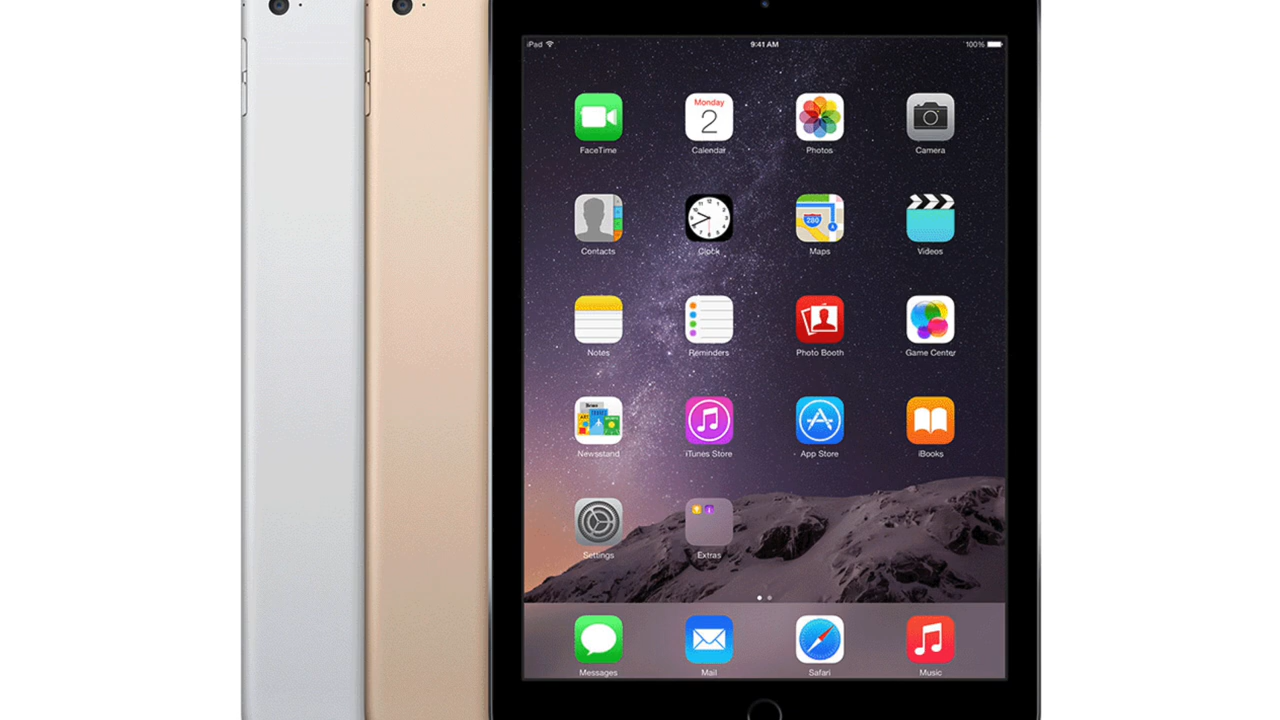 iPad 9:41 AM 100%
Monday
2
FaceTime Calendar Photos Camera
280
Contacts Clock Maps Videos
Notes Reminders Photo Booth Game Center
Newsstand iTunes Store App Store iBooks
Settings Extras
Messages Mail Safari Music